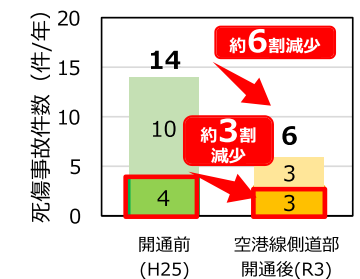 死傷事故件数（件/年）
20
15
10
5
0
14
10
4
約6割減少
約3割
減少
6
3
3
開通前
(H25)
空港線側道部
開通後(R3)